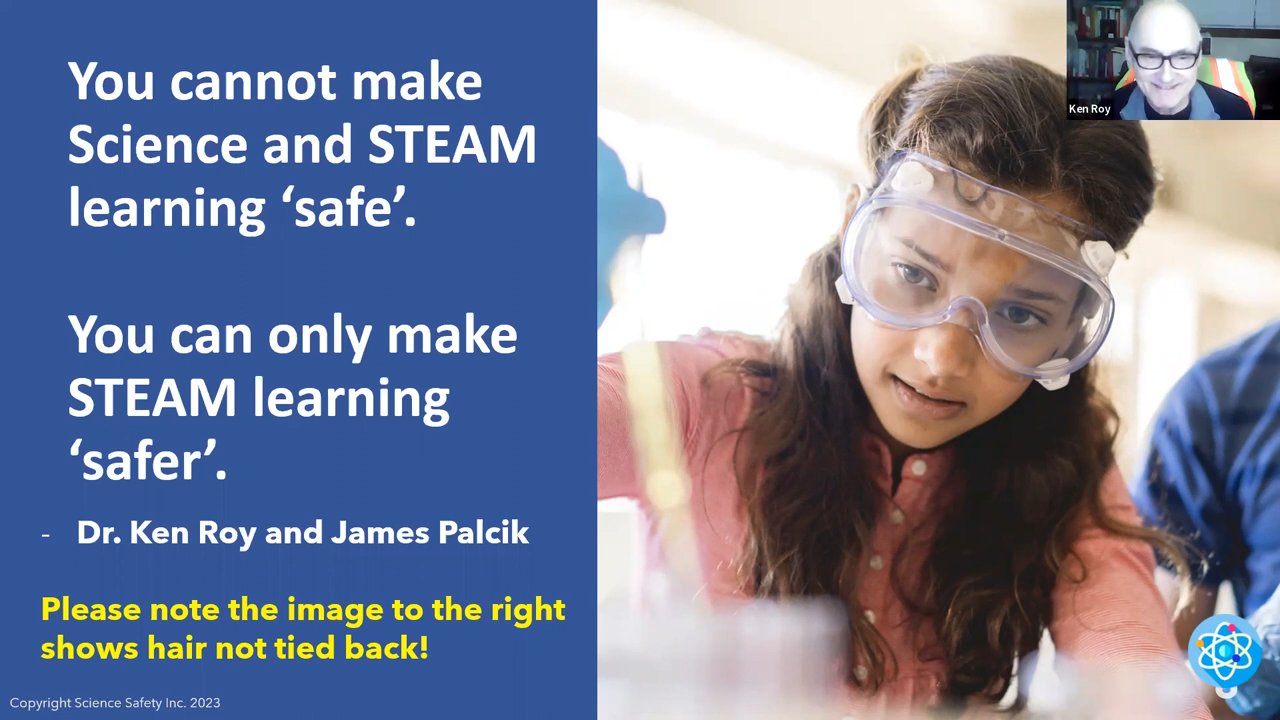 You cannot make
Science and STEAM
learning ‘safe’.
You can only make
STEAM learning
‘safer’.
- Dr. Ken Roy and James Palcik
Please note the image to the right
shows hair not tied back!
Copyright Science Safety Inc. 2023
Ken Roy